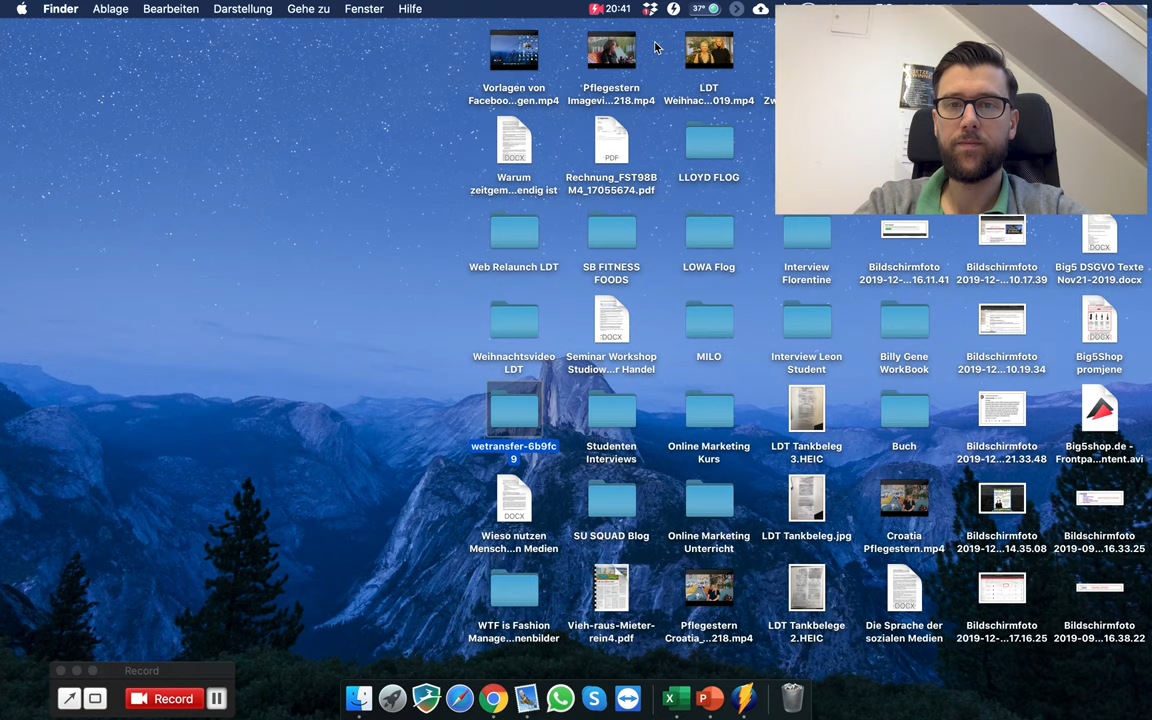 Finder Ablage Bearbeiten Darstellung Gehe zu Fenster Hilfe 20:41 37°
Vorlagen von
Faceboo...gen.mp4
Pflegestern
Imagevi...218.mp4
LDT
Weihnac...019.mp4
Zw
Warum
zeitgem...endig ist
Rechnung_FST98B
M4_17055674.pdf
LLOYD FLOG
Web Relaunch LDT
SB FITNESS
FOODS
LOWA Flog
Interview
Florentine
Bildschirmfoto
2019-12-...16.11.41
Bildschirmfoto
2019-12-...10.17.39
Big5 DSGVO Texte
Nov21-2019.docx
Weihnachtsvideo
LDT
Seminar Workshop
Studiow...r Handel
MILO
Interview Leon
Student
Billy Gene
WorkBook
Bildschirmfoto
2019-12...10.19.34
Big5Shop
promjene
wetransfer-6b9fc
9
Studenten
Interviews
Online Marketing
Kurs
LDT Tankbeleg
3.HEIC
Buch
Bildschirmfoto
2019-12...21.33.48
Big5shop.de -
Frontpa...ntent.avi
Wieso nutzen
Mensch...n Medien
SU SQUAD Blog
Online Marketing
Unterricht
LDT Tankbeleg.jpg
Croatia
Pflegestern.mp4
Bildschirmfoto
2019-12...14.35.08
Bildschirmfoto
2019-09...16.33.25
WTF is Fashion
Manage...nenbilder
Vieh-raus-Mieter-
rein4.pdf
Pflegestern
Croatia_...218.mp4
LDT Tankbelege
2.HEIC
Die Sprache der
sozialen Medien
Bildschirmfoto
2019-12...17.16.25
Bildschirmfoto
2019-09...16.38.22
DOCX
PDF
DOCX
DOCX
DOCX
DOCX
DOCX
DOCX
Record
Record